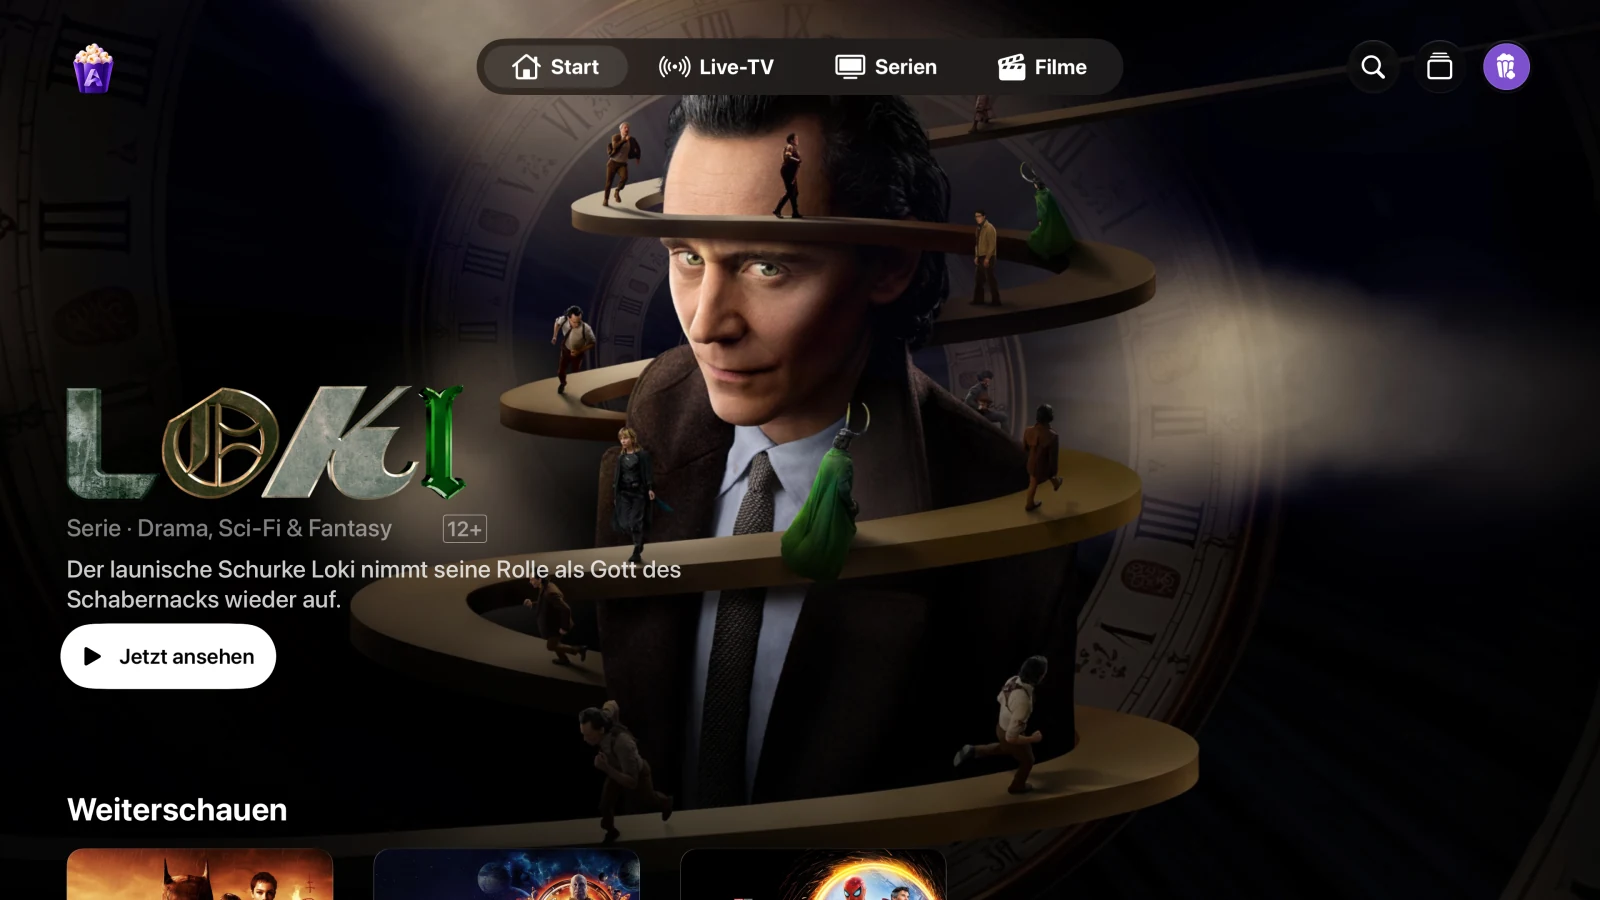 Start
Live-TV
Serien
Filme
LOKI
Serie · Drama, Sci-Fi & Fantasy 12+
Der launische Schurke Loki nimmt seine Rolle als Gott des
Schabernacks wieder auf.
Jetzt ansehen
Weiterschauen